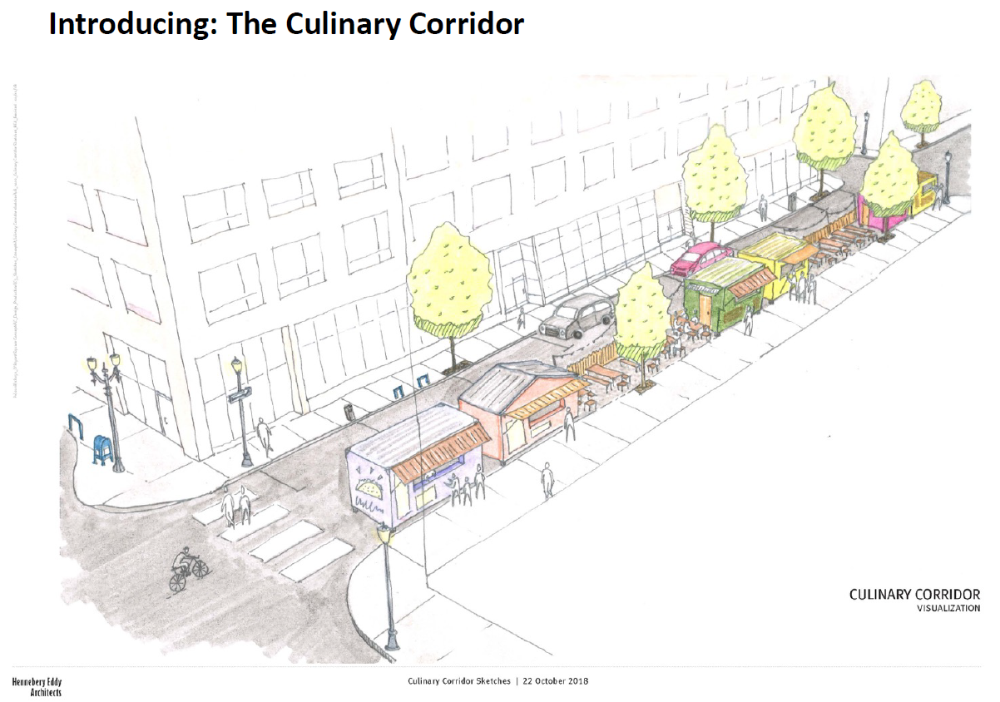 Introducing: The Culinary Corridor
CULINARY CORRIDOR
VISUALIZATION
Hennebery Eddy
Architects
Culinary Corridor Sketches | 22 October 2018